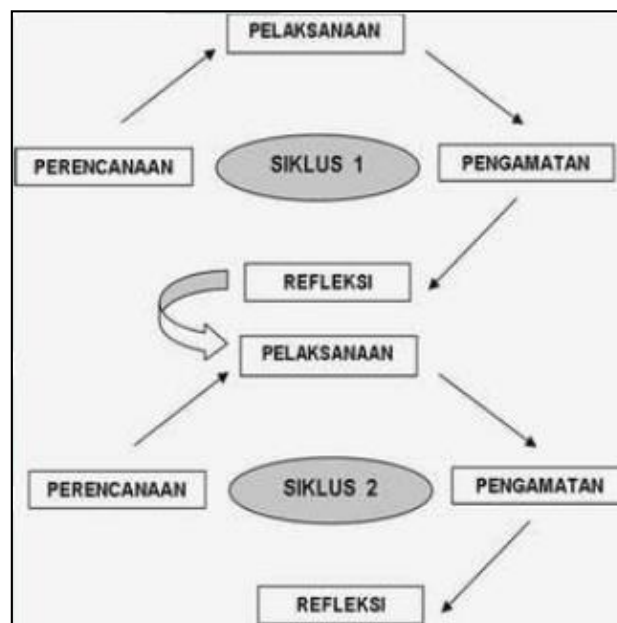 PELAKSANAAN
PERENCANAAN
SIKLUS 1
PENGAMATAN
REFLEKSI
PELAKSANAAN
PERENCANAAN
SIKLUS 2
PENGAMATAN
REFLEKSI